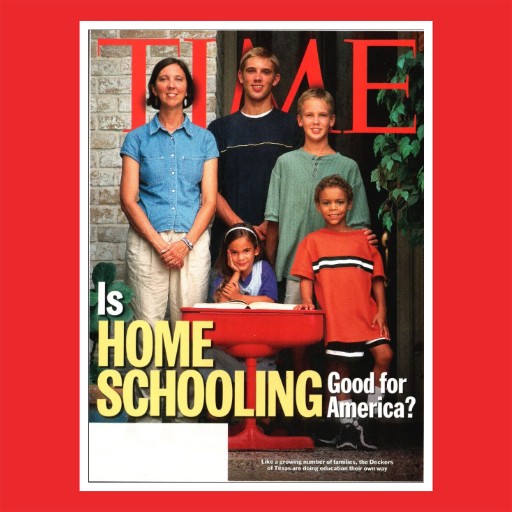 TIME
Is
HOME
SCHOOLING
Good for
America?
Like a growing number of families, the Deckers
of Texas are doing education their own way